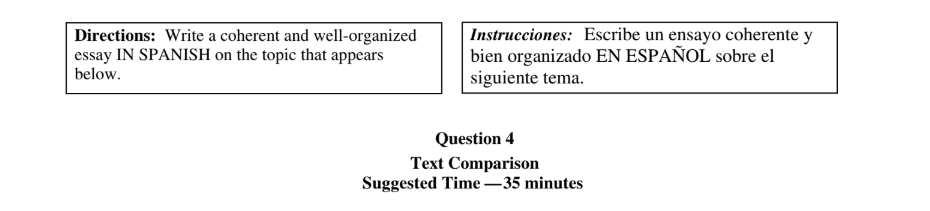 Directions: Write a coherent and well-organized
essay IN SPANISH on the topic that appears
below.
Instrucciones: Escribe un ensayo coherente y
bien organizado EN ESPAÑOL sobre el
siguiente tema.
Question 4
Text Comparison
Suggested Time —35 minutes